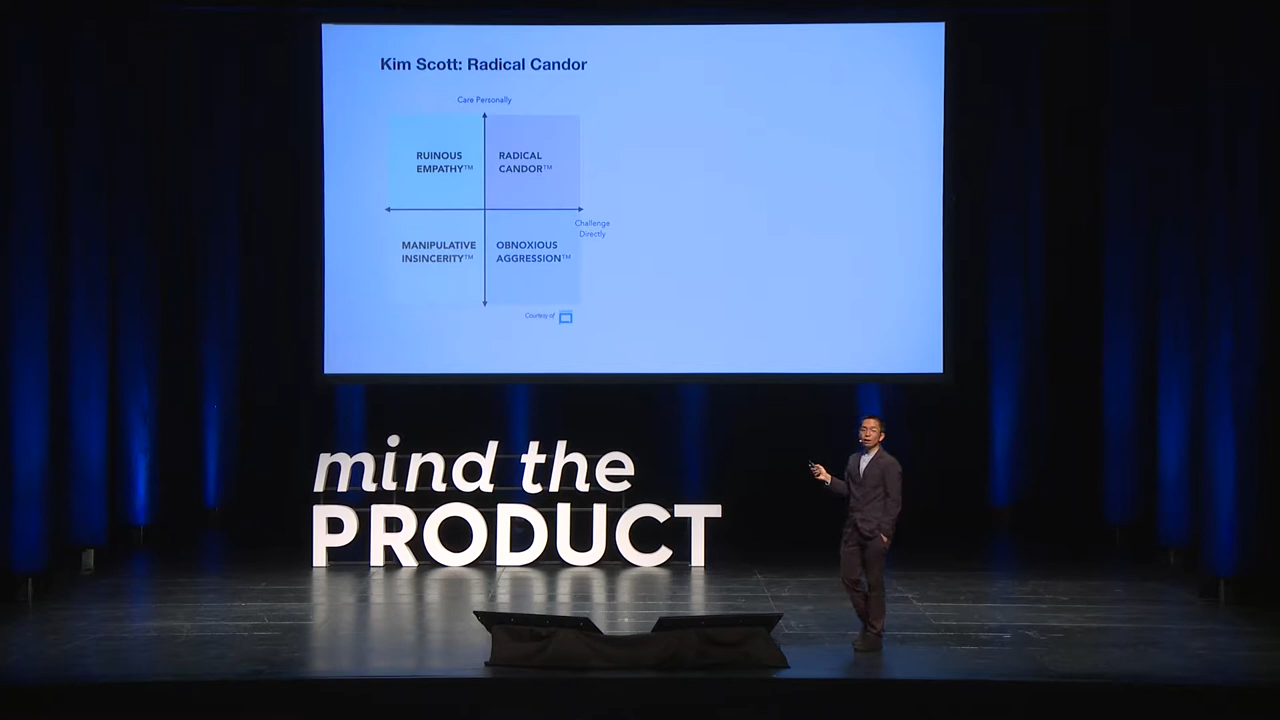 Kim Scott: Radical Candor
Care Personally
RUINOUS
EMPATHY™
RADICAL
CANDOR™
Challenge
Directly
MANIPULATIVE
INSINCERITY™
OBNOXIOUS
AGGRESSION™
Courtesy of
mind the
PRODUCT